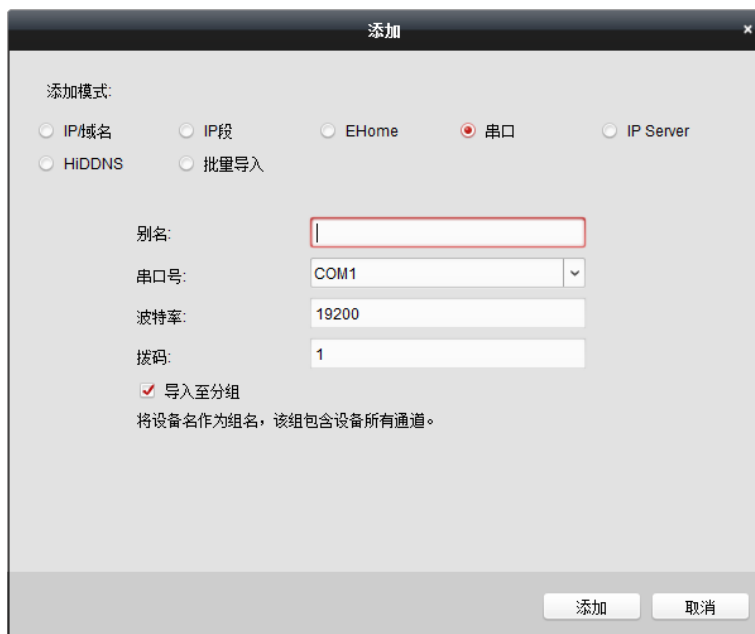 添加
×
添加模式:
IP/域名 IP段 EHome 串口 IP Server
HiDDNS 批量导入
别名:
串口号: COM1
波特率: 19200
拨码: 1
导入至分组
将设备名作为组名，该组包含设备所有通道。
添加 取消